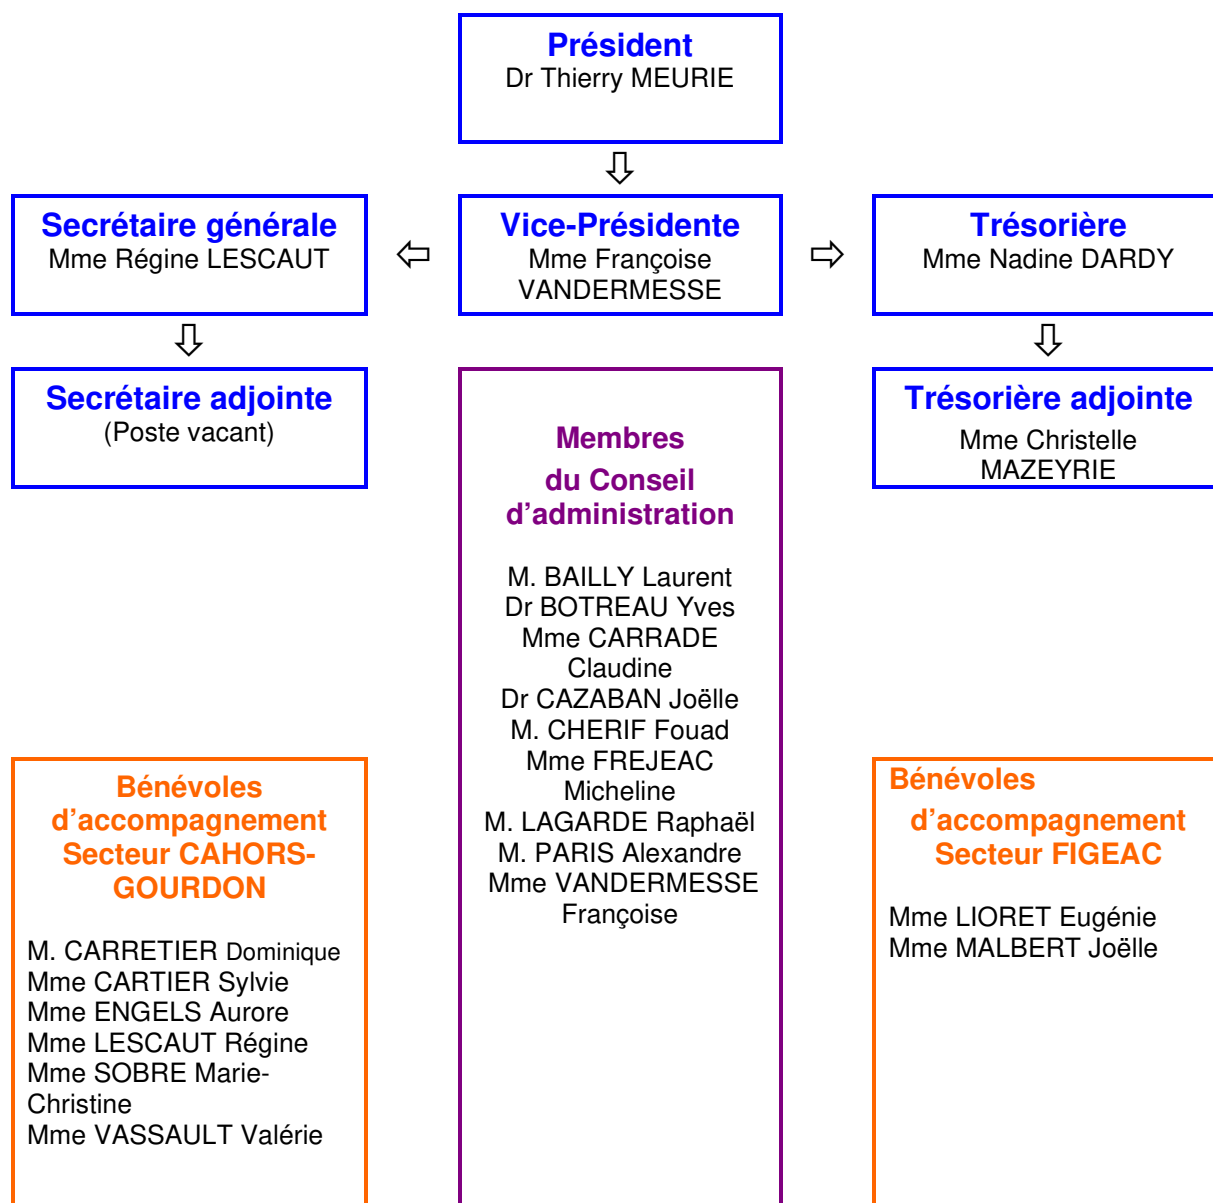 Président
Dr Thierry MEURIE
Secrétaire générale
Mme Régine LESCAUT
Vice-Présidente
Mme Françoise
VANDERMESSE
Trésorière
Mme Nadine DARDY
Secrétaire adjointe
(Poste vacant)
Trésorière adjointe
Mme Christelle
MAZEYRIE
Membres
du Conseil
d’administration
M. BAILLY Laurent
Dr BOTREAU Yves
Mme CARRADE
Claudine
Dr CAZABAN Joëlle
M. CHERIF Fouad
Mme FREJEAC
Micheline
M. LAGARDE Raphaël
M. PARIS Alexandre
Mme VANDERMESSE
Françoise
Bénévoles
d’accompagnement
Secteur CAHORS-
GOURDON
M. CARRETIER Dominique
Mme CARTIER Sylvie
Mme ENGELS Aurore
Mme LESCAUT Régine
Mme SOBRE Marie-
Christine
Mme VASSAULT Valérie
Bénévoles
d’accompagnement
Secteur FIGEAC
Mme LIORET Eugénie
Mme MALBERT Joëlle